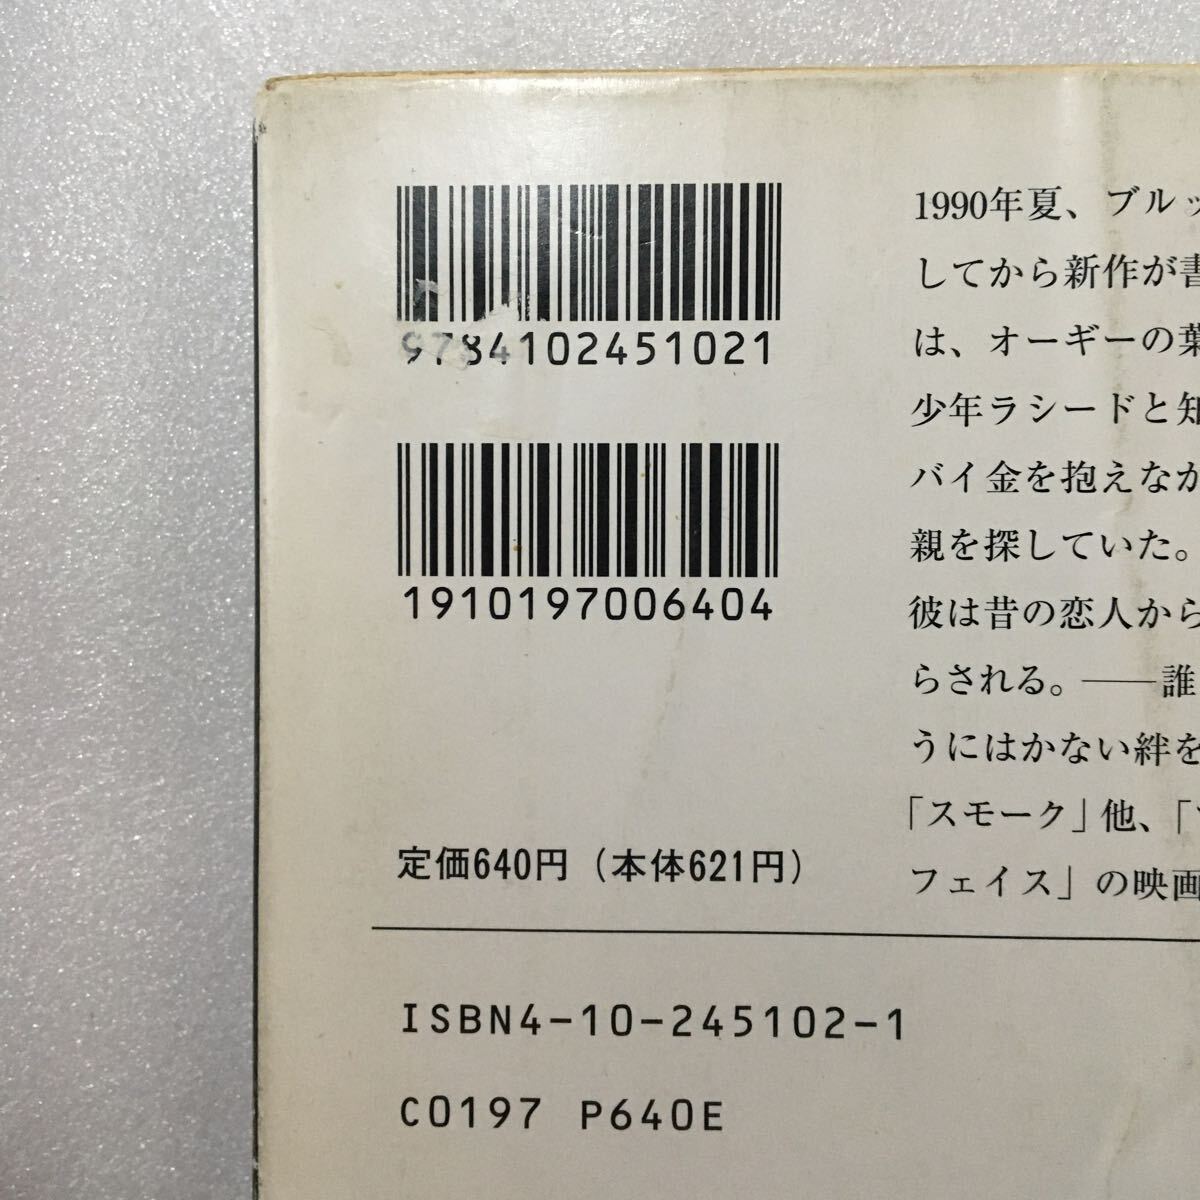 9784102451021
1910197006404
定価640円（本体621円）
ISBN4-10-245102-1
C0197 P640E
1990年夏、ブルッ
してから新作が書
は、オーギーの葉
少年ラシードと知
バイ金を抱えなが
親を探していた。
彼は昔の恋人から
らされる。——誰
うにはかない絆を
「スモーク」他、「
フェイス」の映画